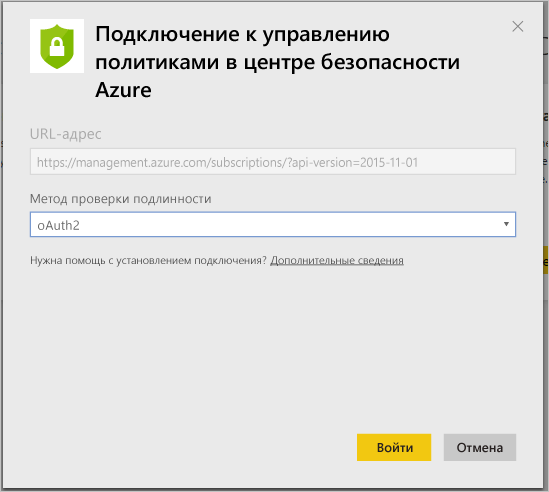 Подключение к управлению
политиками в центре безопасности
Azure
URL-адрес
https://management.azure.com/subscriptions/?api-version=2015-11-01
Метод проверки подлинности
oAuth2
Нужна помощь с установлением подключения? Дополнительные сведения
Войти
Отмена